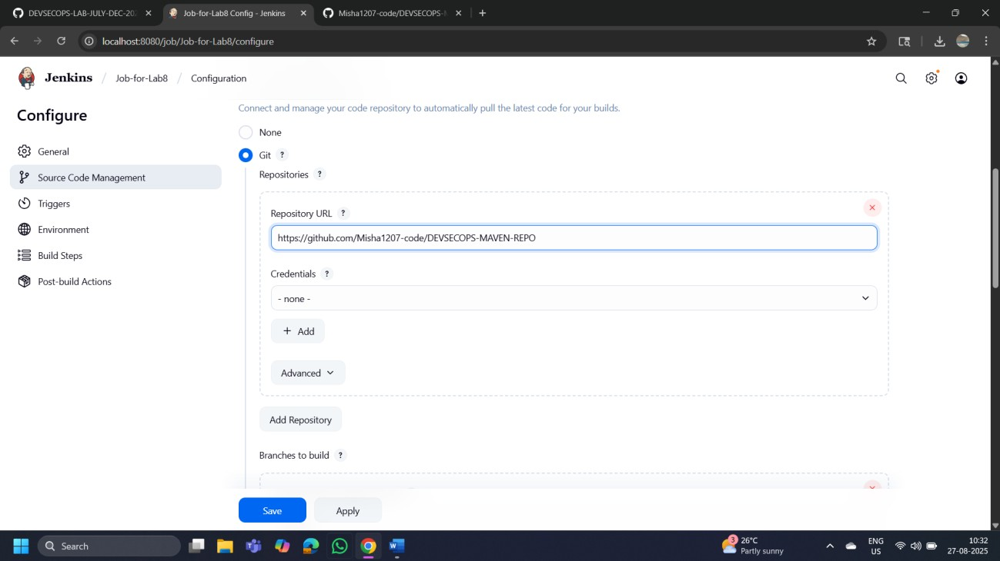 DEVSECOPS-LAB-JULY-DEC-202
Job-for-Lab8 Config - Jenkins
Misha1207-code/DEVSECOPS-M
localhost:8080/job/Job-for-Lab8/configure
Jenkins / Job-for-Lab8 / Configuration
Configure
General
Source Code Management
Triggers
Environment
Build Steps
Post-build Actions
Connect and manage your code repository to automatically pull the latest code for your builds.
None
Git ?
Repositories ?
Repository URL ?
https://github.com/Misha1207-code/DEVSECOPS-MAVEN-REPO
Credentials ?
- none -
+ Add
Advanced
Add Repository
Branches to build ?
Save
Apply
Search
3
26°C
Partly sunny
ENG
US
10:32
27-08-2025